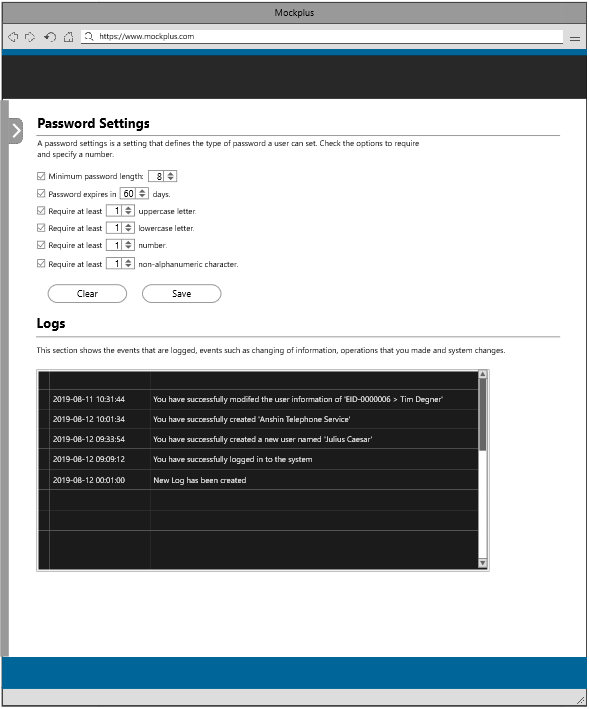 Mockplus
https://www.mockplus.com
Password Settings
A password settings is a setting that defines the type of password a user can set. Check the options to require
and specify a number.
Minimum password length: 8
Password expires in 60 days.
Require at least 1 uppercase letter.
Require at least 1 lowercase letter.
Require at least 1 number.
Require at least 1 non-alphanumeric character.
Clear Save
Logs
This section shows the events that are logged, events such as changing of information, operations that you made and system changes.
2019-08-11 10:31:44 You have successfully modifed the user information of 'EID-0000006 > Tim Degner'
2019-08-12 10:01:34 You have successfully created 'Anshin Telephone Service'
2019-08-12 09:33:54 You have successfully created a new user named 'Julius Caesar'
2019-08-12 09:09:12 You have successfully logged in to the system
2019-08-12 00:01:00 New Log has been created